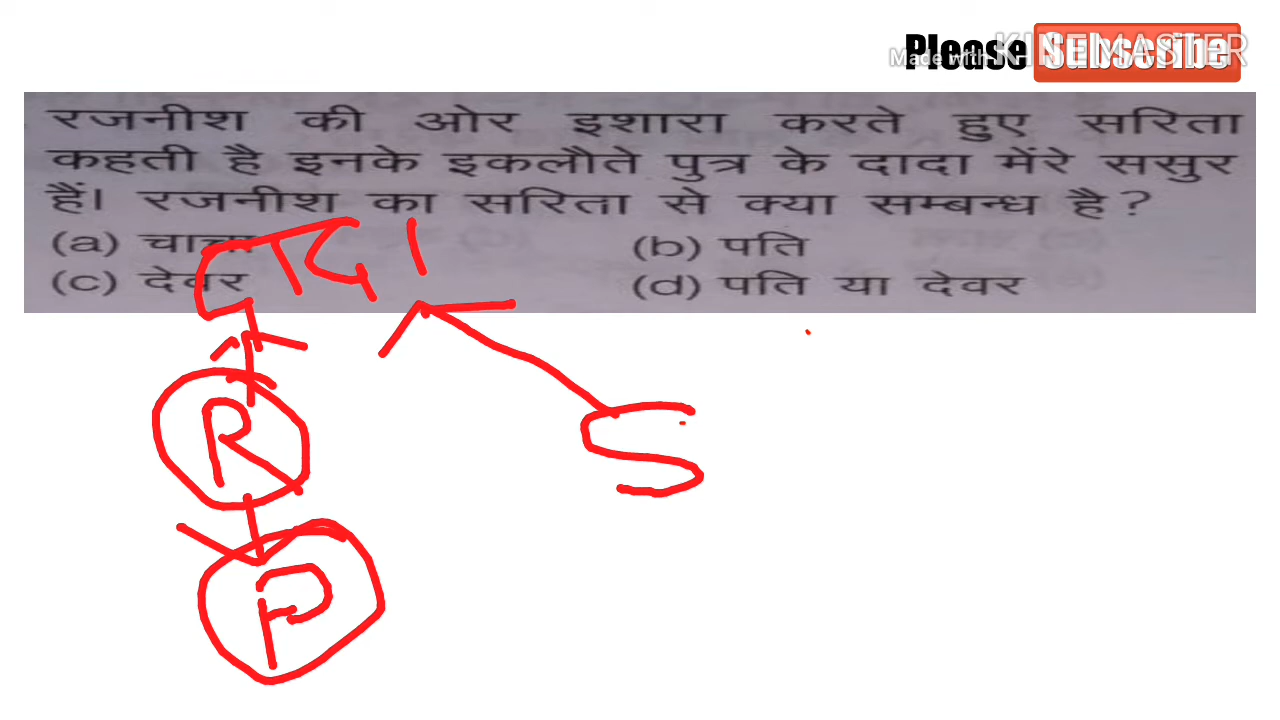 Please Subscribe
Made with KINEMASTER
रजनीश की ओर इशारा करते हुए सरिता
कहती है इनके इकलौते पुत्र के दादा मेंरे ससुर
हैं। रजनीश का सरिता से क्या सम्बन्ध है?
(a) चाचा (b) पति
(c) देवर (d) पति या देवर
दादा
R
S
P